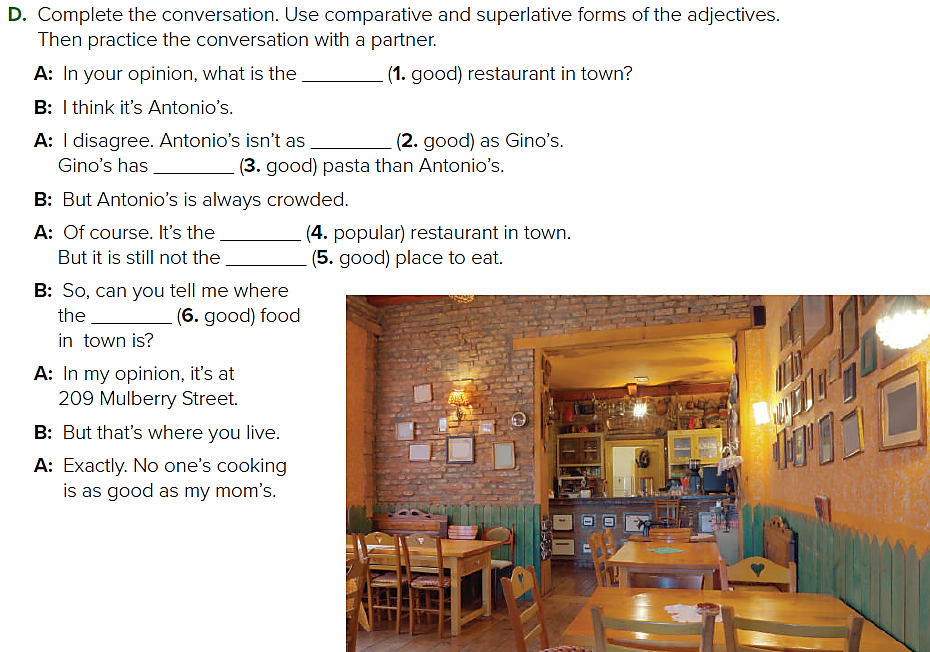 D. Complete the conversation. Use comparative and superlative forms of the adjectives.
Then practice the conversation with a partner.
A: In your opinion, what is the ________ (1. good) restaurant in town?
B: I think it's Antonio's.
A: I disagree. Antonio's isn't as ________ (2. good) as Gino's.
Gino's has ________ (3. good) pasta than Antonio's.
B: But Antonio's is always crowded.
A: Of course. It's the ________ (4. popular) restaurant in town.
But it is still not the ________ (5. good) place to eat.
B: So, can you tell me where
the ________ (6. good) food
in town is?
A: In my opinion, it's at
209 Mulberry Street.
B: But that's where you live.
A: Exactly. No one's cooking
is as good as my mom's.